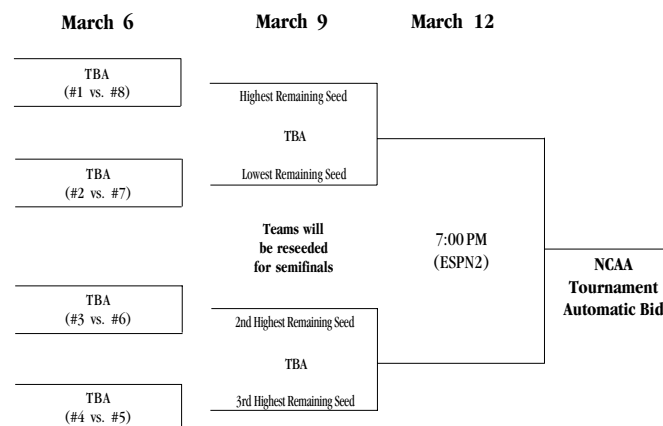 March 6
March 9
March 12
TBA
(#1 vs. #8)
TBA
(#2 vs. #7)
TBA
(#3 vs. #6)
TBA
(#4 vs. #5)
Highest Remaining Seed
TBA
Lowest Remaining Seed
Teams will
be reseeded
for semifinals
2nd Highest Remaining Seed
TBA
3rd Highest Remaining Seed
7:00 PM
(ESPN2)
NCAA
Tournament
Automatic Bid